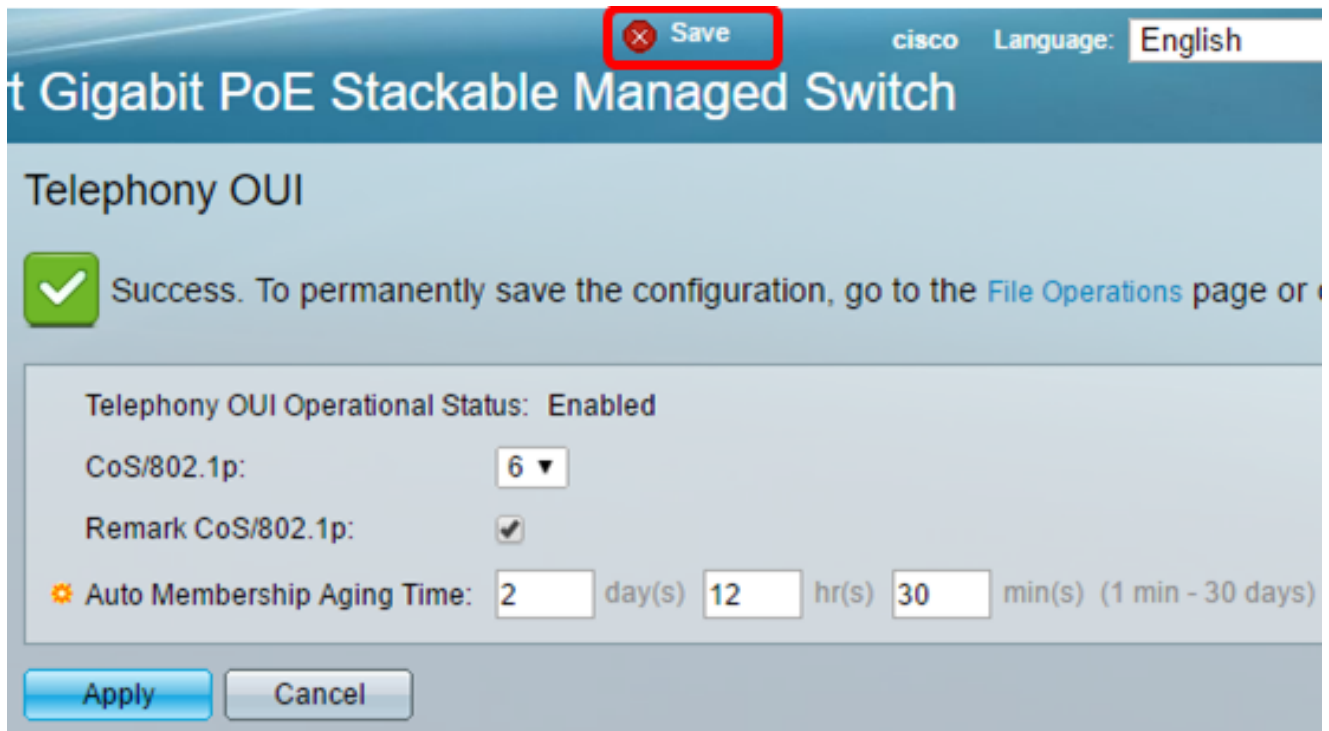 Save cisco Language: English
t Gigabit PoE Stackable Managed Switch
Telephony OUI
Success. To permanently save the configuration, go to the File Operations page or
Telephony OUI Operational Status: Enabled
CoS/802.1p: 6
Remark CoS/802.1p:
Auto Membership Aging Time: 2 day(s) 12 hr(s) 30 min(s) (1 min - 30 days)
Apply Cancel